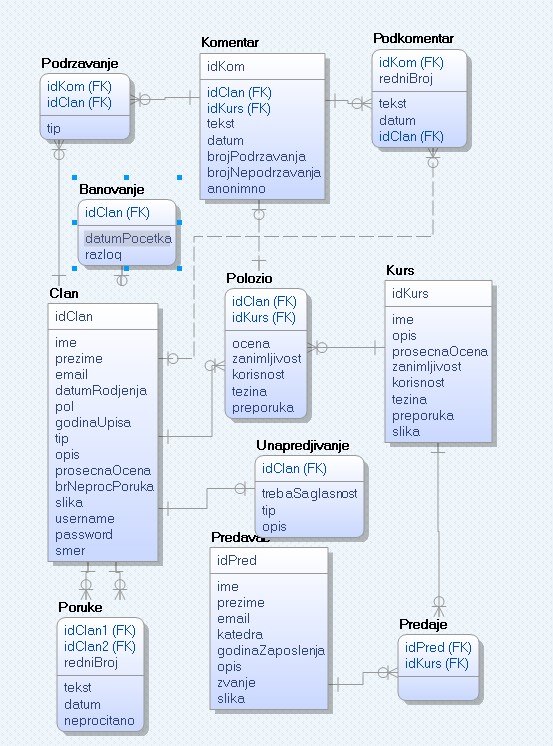 Podrzavanje
idKom (FK)
idClan (FK)
tip
Komentar
idKom
idClan (FK)
idKurs (FK)
tekst
datum
brojPodrzavanja
brojNepodrzavanja
anonimno
Podkomentar
idKom (FK)
redniBroj
tekst
datum
idClan (FK)
Banovanje
idClan (FK)
datumPocetka
razlog
Clan
idClan
ime
prezime
email
datumRodjenja
pol
godinaUpisa
tip
opis
prosecnaOcena
brNeprocPoruka
slika
username
password
smer
Polozio
idClan (FK)
idKurs (FK)
ocena
zanimljivost
korisnost
tezina
preporuka
Kurs
idKurs
ime
opis
prosecnaOcena
zanimljivost
korisnost
tezina
preporuka
slika
Unapredjivanje
idClan (FK)
trebaSaglasnost
tip
opis
Predavac
idPred
ime
prezime
email
katedra
godinaZaposlenja
opis
zvanje
slika
Poruke
idClan1 (FK)
idClan2 (FK)
redniBroj
tekst
datum
neprocitano
Predaje
idPred (FK)
idKurs (FK)